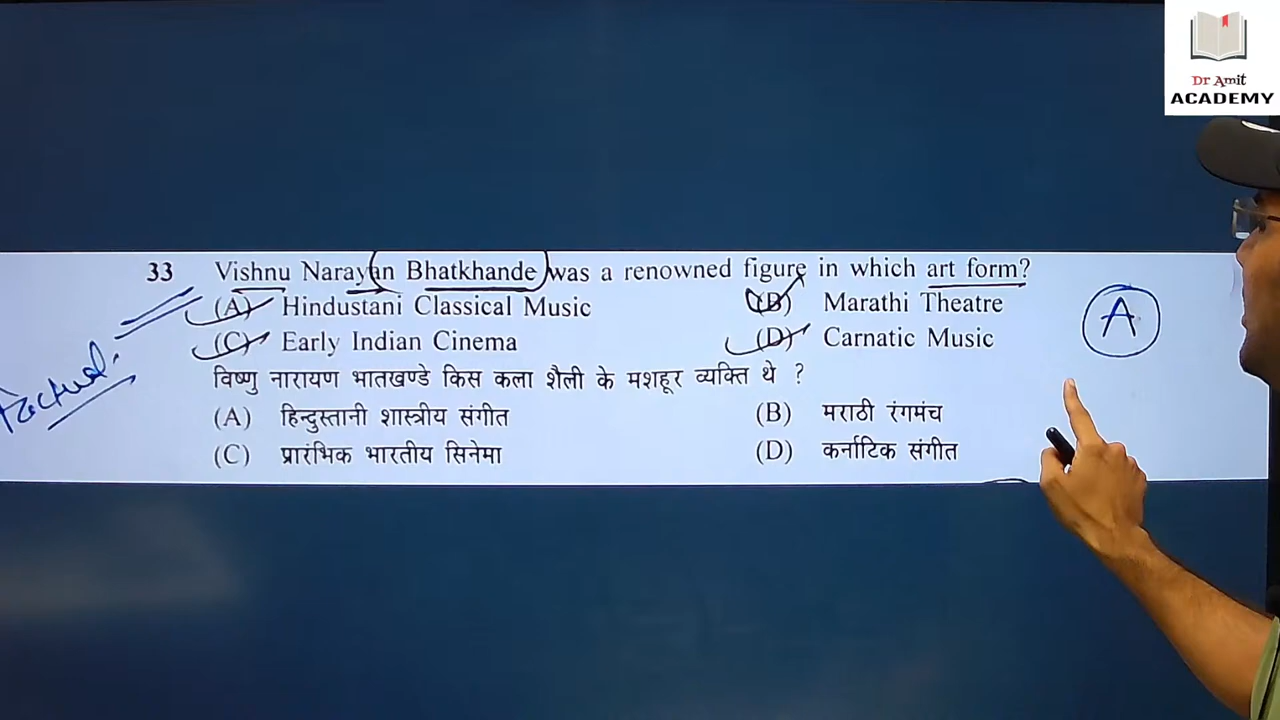 Dr Amit
ACADEMY
33 Vishnu Narayan Bhatkhande was a renowned figure in which art form?
(A) Hindustani Classical Music (B) Marathi Theatre
(C) Early Indian Cinema (D) Carnatic Music
विष्णु नारायण भातखण्डे किस कला शैली के मशहूर व्यक्ति थे ?
(A) हिन्दुस्तानी शास्त्रीय संगीत (B) मराठी रंगमंच
(C) प्रारंभिक भारतीय सिनेमा (D) कर्नाटिक संगीत
A
Factual.